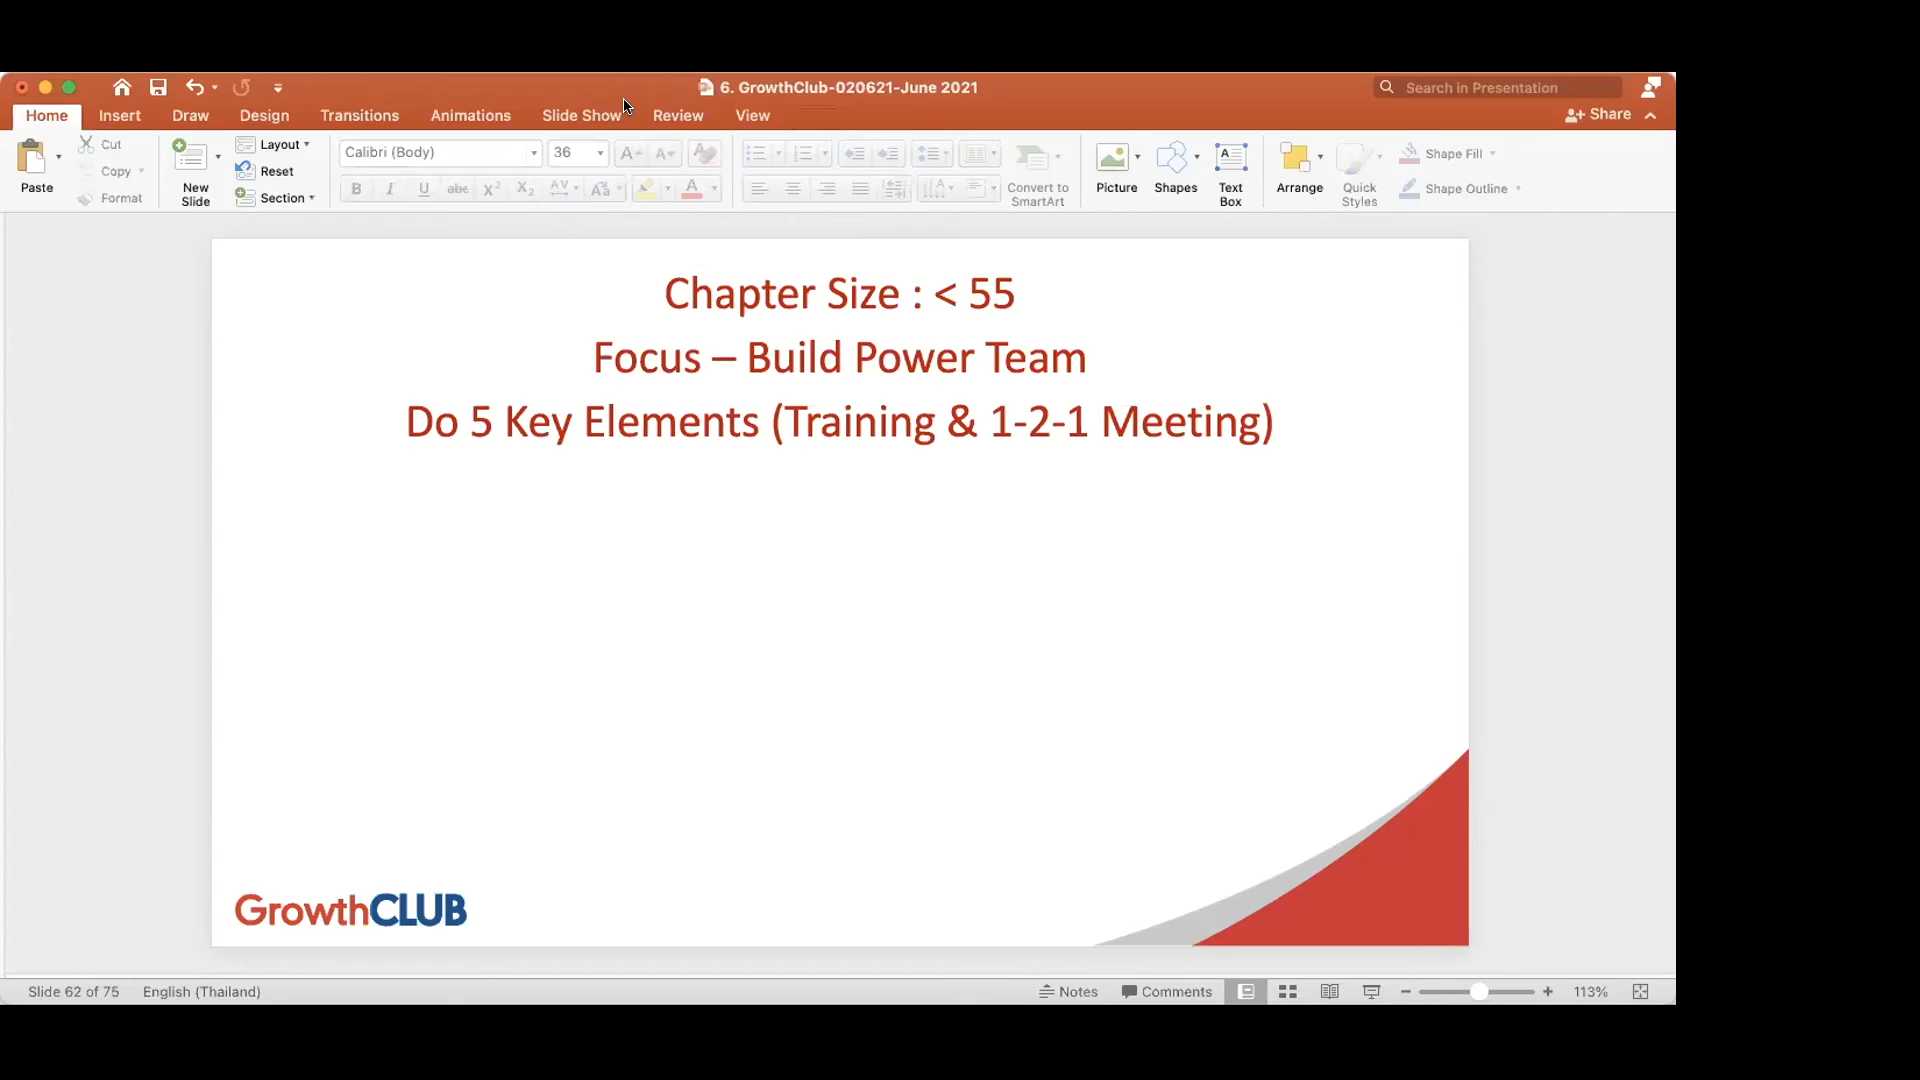 6. GrowthClub-020621-June 2021
Search in Presentation
Home Insert Draw Design Transitions Animations Slide Show Review View
Share
Paste
Cut
Copy
Format
New Slide
Layout
Reset
Section
Calibri (Body) 36
Convert to SmartArt
Picture
Shapes
Text Box
Arrange
Quick Styles
Shape Fill
Shape Outline
Chapter Size : < 55
Focus – Build Power Team
Do 5 Key Elements (Training & 1-2-1 Meeting)
GrowthCLUB
Slide 62 of 75 English (Thailand) Notes Comments 113%